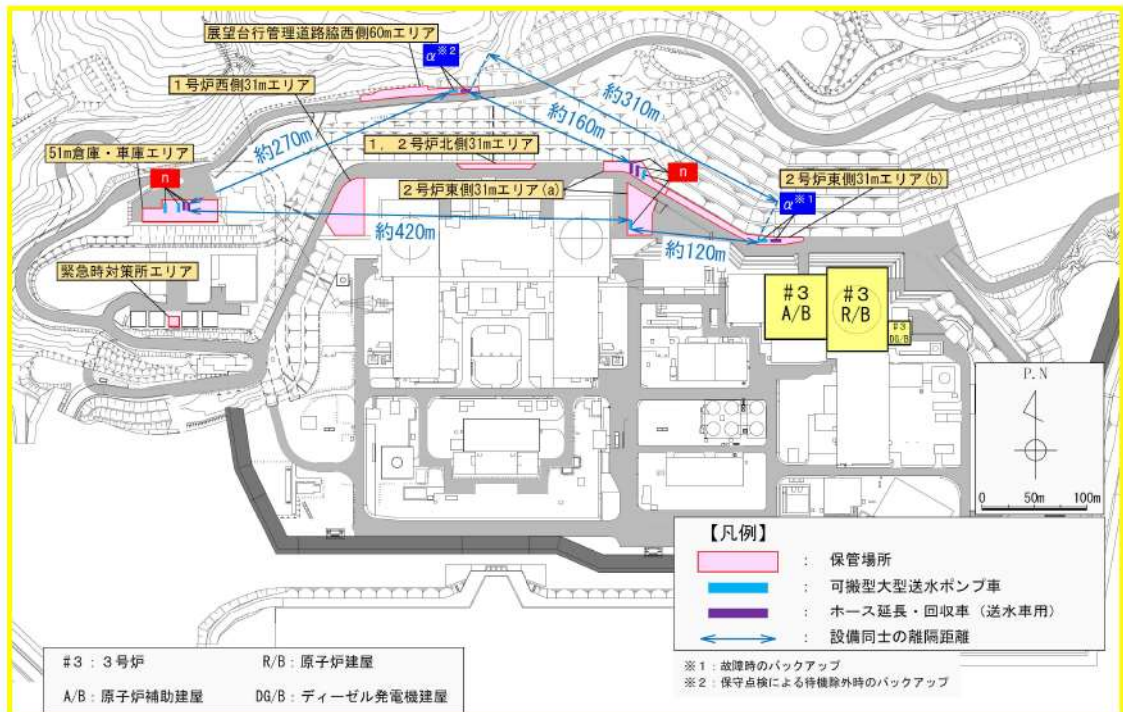 展望台行管理道路脇西側60mエリア
α※2
1号炉西側31mエリア
約310m
約160m
約270m
1,2号炉北側31mエリア
51m倉庫・車庫エリア
n
n
2号炉東側31mエリア(a)
2号炉東側31mエリア(b)
α※1
約420m
約120m
緊急時対策所エリア
#3
A/B
#3
R/B
#3
DG/B
P.N
0 50m 100m
【凡例】
: 保管場所
: 可搬型大型送水ポンプ車
: ホース延長・回収車(送水車用)
: 設備同士の離隔距離
#3:3号炉
R/B:原子炉建屋
A/B:原子炉補助建屋
DG/B:ディーゼル発電機建屋
※1:故障時のバックアップ
※2:保守点検による待機除外時のバックアップ